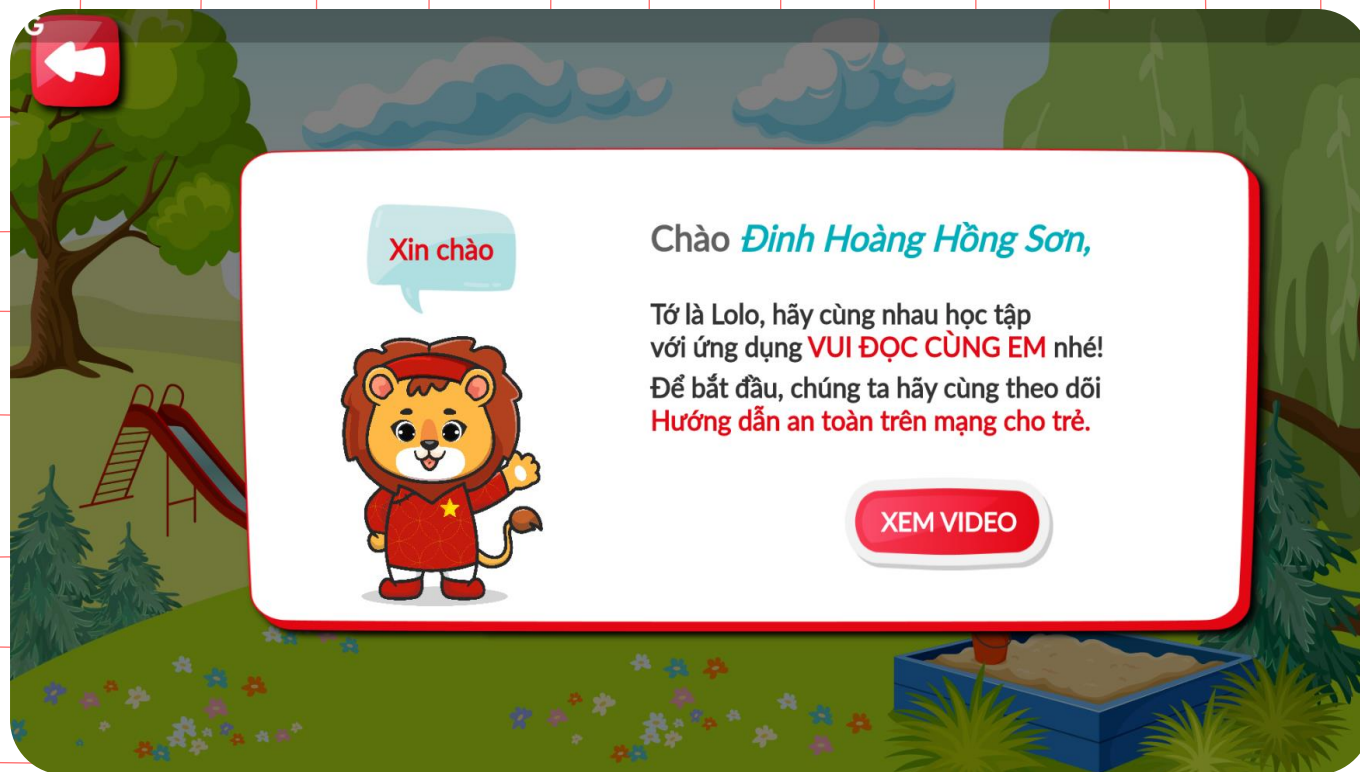 G
Xin chào
Chào Đinh Hoàng Hồng Sơn,
Tớ là Lolo, hãy cùng nhau học tập
với ứng dụng VUI ĐỌC CÙNG EM nhé!
Để bắt đầu, chúng ta hãy cùng theo dõi
Hướng dẫn an toàn trên mạng cho trẻ.
XEM VIDEO